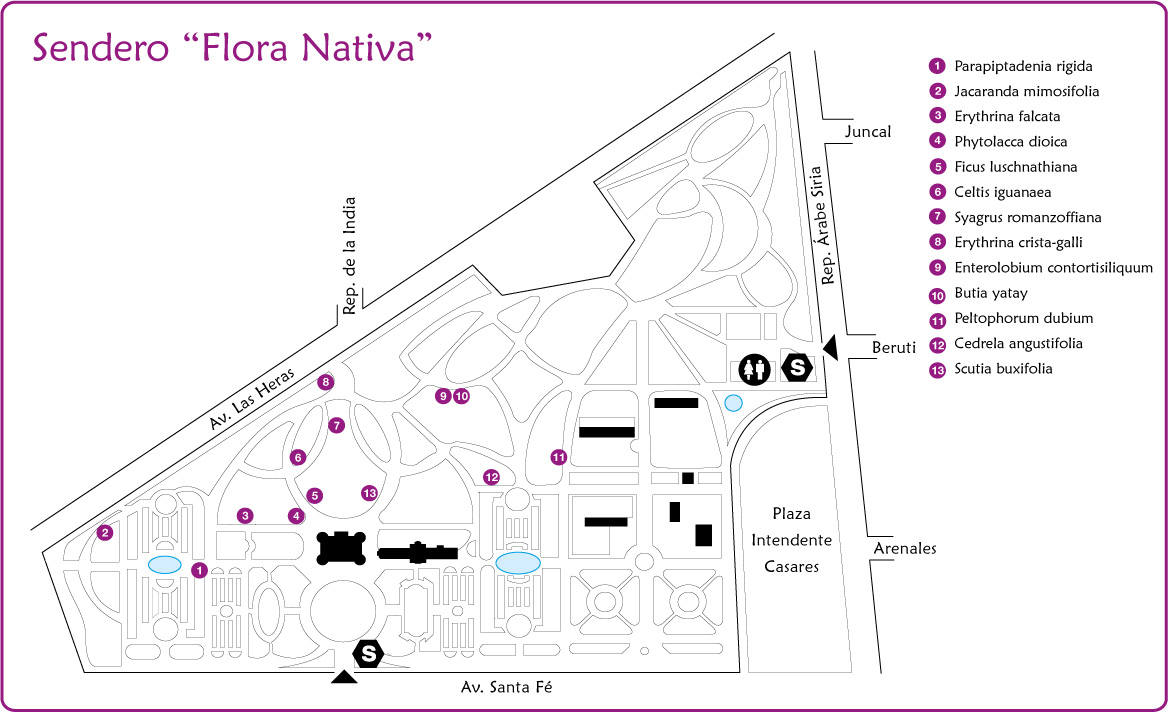 Sendero “Flora Nativa”
1 Parapiptadenia rigida
2 Jacaranda mimosifolia
3 Erythrina falcata
4 Phytolacca dioica
5 Ficus luschnathiana
6 Celtis iguanaea
7 Syagrus romanzoffiana
8 Erythrina crista-galli
9 Enterolobium contortisiliquum
10 Butia yatay
11 Peltophorum dubium
12 Cedrela angustifolia
13 Scutia buxifolia
Juncal
Rep. Árabe Siria
Rep. de la India
Beruti
S
Av. Las Heras
8
9 10
7
6
11
12
5
13
3
4
2
1
Plaza
Intendente
Casares
Arenales
S
Av. Santa Fé